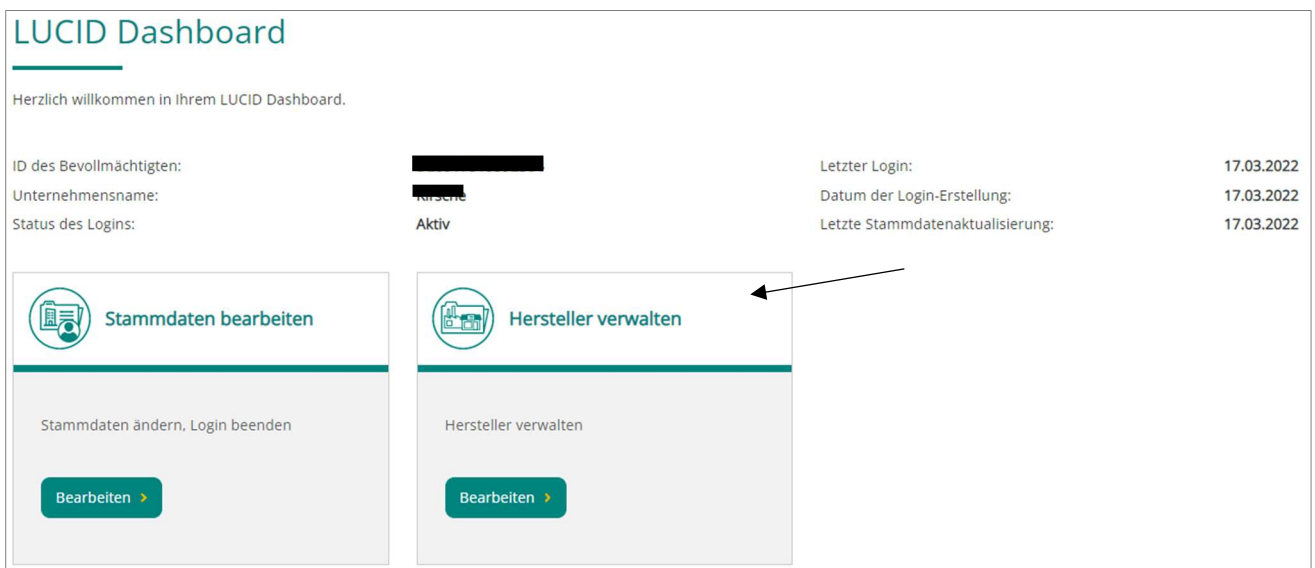 LUCID Dashboard
Herzlich willkommen in Ihrem LUCID Dashboard.
ID des Bevollmächtigten:
Letzter Login: 17.03.2022
Unternehmensname:
Datum der Login-Erstellung: 17.03.2022
Status des Logins: Aktiv
Letzte Stammdatenaktualisierung: 17.03.2022
Stammdaten bearbeiten
Hersteller verwalten
Stammdaten ändern, Login beenden
Hersteller verwalten
Bearbeiten
Bearbeiten